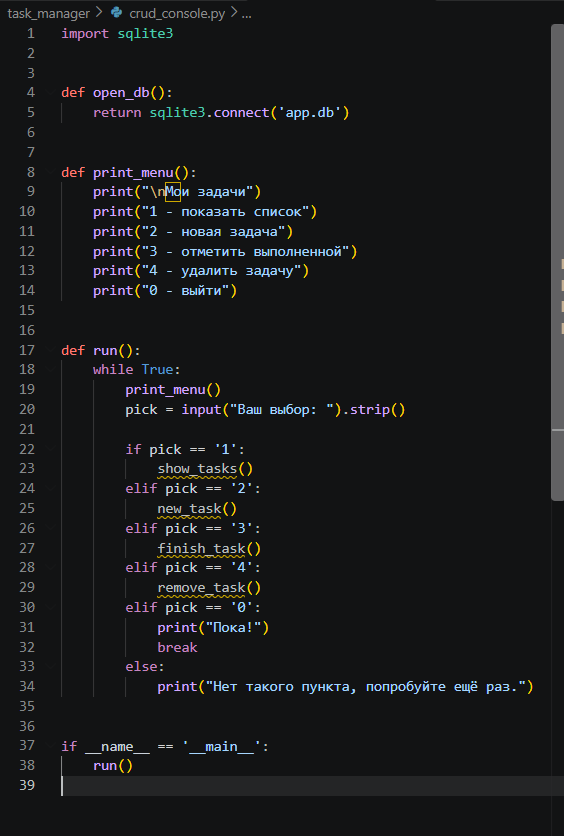 task_manager > crud_console.py > ...
1 import sqlite3
2
3
4 def open_db():
5     return sqlite3.connect('app.db')
6
7
8 def print_menu():
9     print("\nМои задачи")
10     print("1 - показать список")
11     print("2 - новая задача")
12     print("3 - отметить выполненной")
13     print("4 - удалить задачу")
14     print("0 - выйти")
15
16
17 def run():
18     while True:
19         print_menu()
20         pick = input("Ваш выбор: ").strip()
21
22         if pick == '1':
23             show_tasks()
24         elif pick == '2':
25             new_task()
26         elif pick == '3':
27             finish_task()
28         elif pick == '4':
29             remove_task()
30         elif pick == '0':
31             print("Пока!")
32             break
33         else:
34             print("Нет такого пункта, попробуйте ещё раз.")
35
36
37 if __name__ == '__main__':
38     run()
39